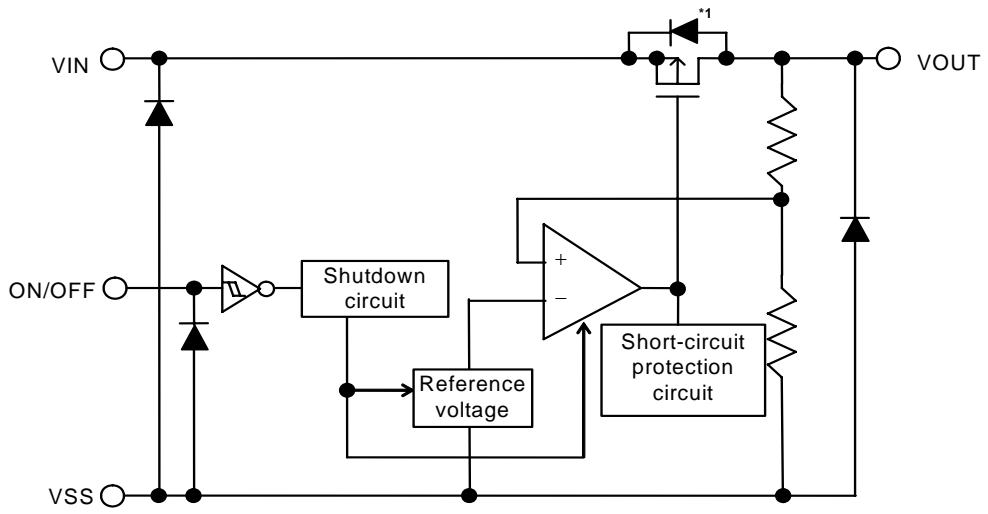 *1
VIN
VOUT
ON/OFF
Shutdown
circuit
+
−
Short-circuit
protection
circuit
Reference
voltage
VSS